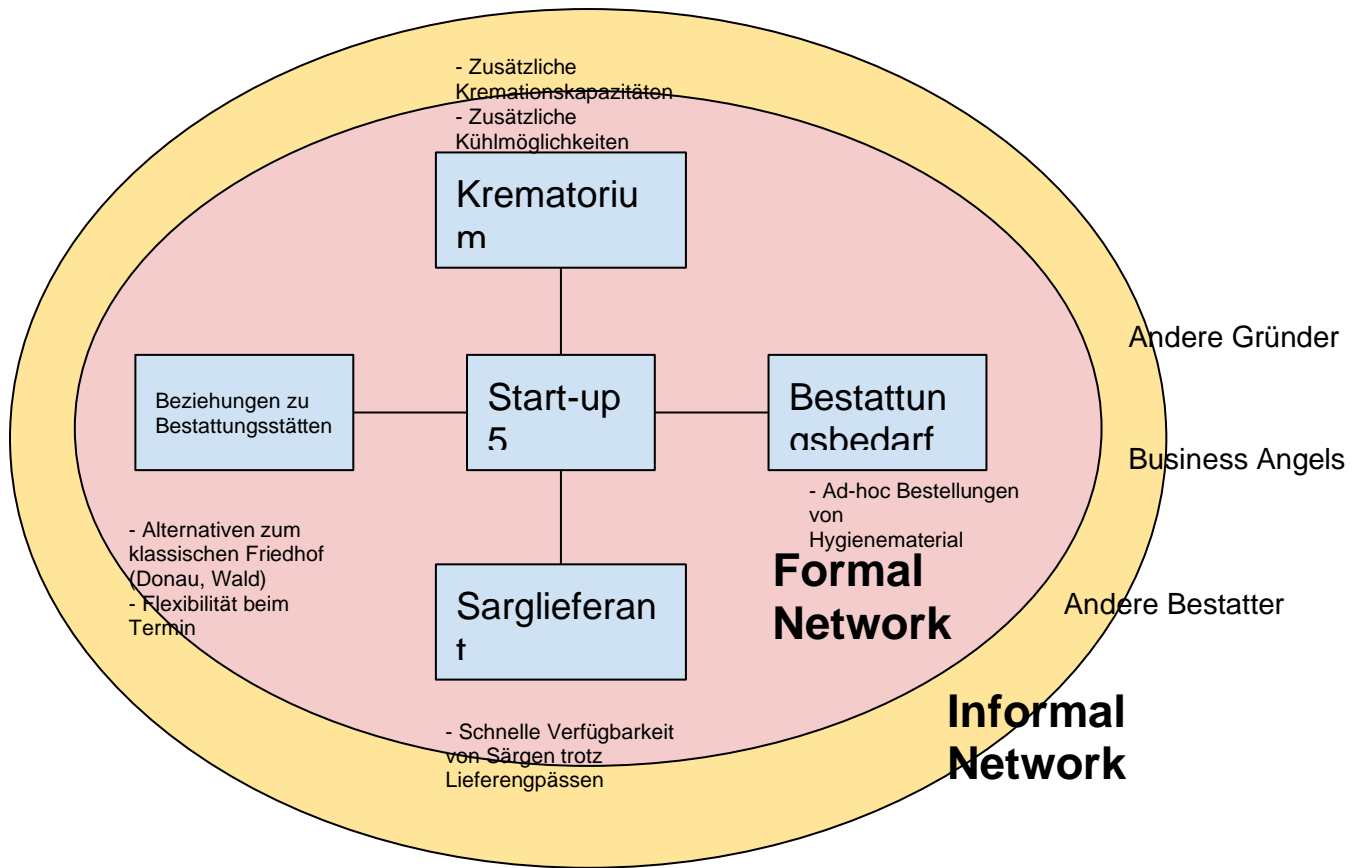 - Zusätzliche
Kremationskapazitäten
- Zusätzliche
Kühlmöglichkeiten
Krematoriu
m
Andere Gründer
Beziehungen zu
Bestattungsstätten
Start-up
5
Bestattun
gsbedarf
Business Angels
- Ad-hoc Bestellungen
von
Hygienematerial
- Alternativen zum
klassischen Friedhof
(Donau, Wald)
- Flexibilität beim
Termin
Sarglieferan
t
Formal
Network
Andere Bestatter
- Schnelle Verfügbarkeit
von Särgen trotz
Lieferengpässen
Informal
Network